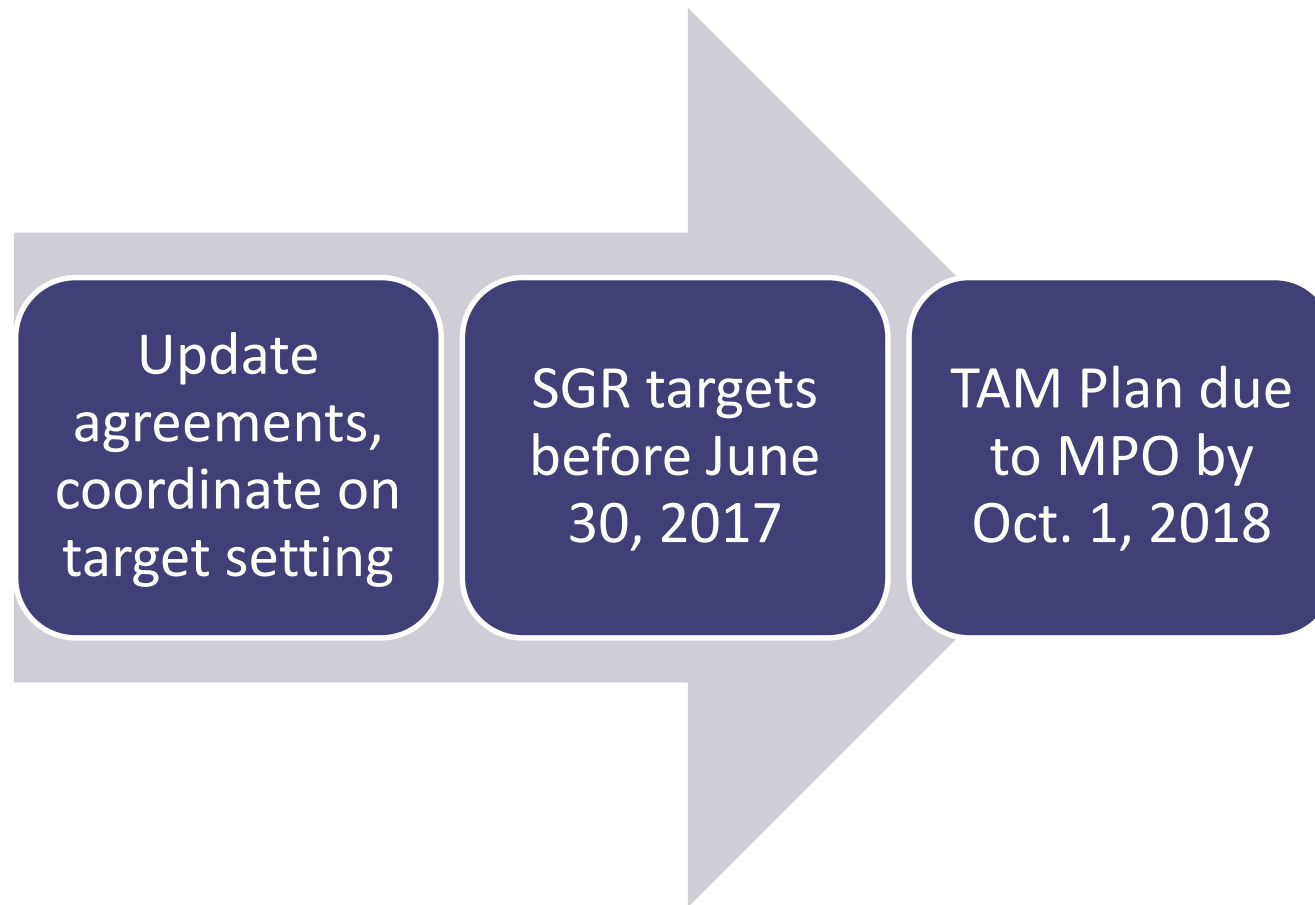 Update
agreements,
coordinate on
target setting
SGR targets
before June
30, 2017
TAM Plan due
to MPO by
Oct. 1, 2018